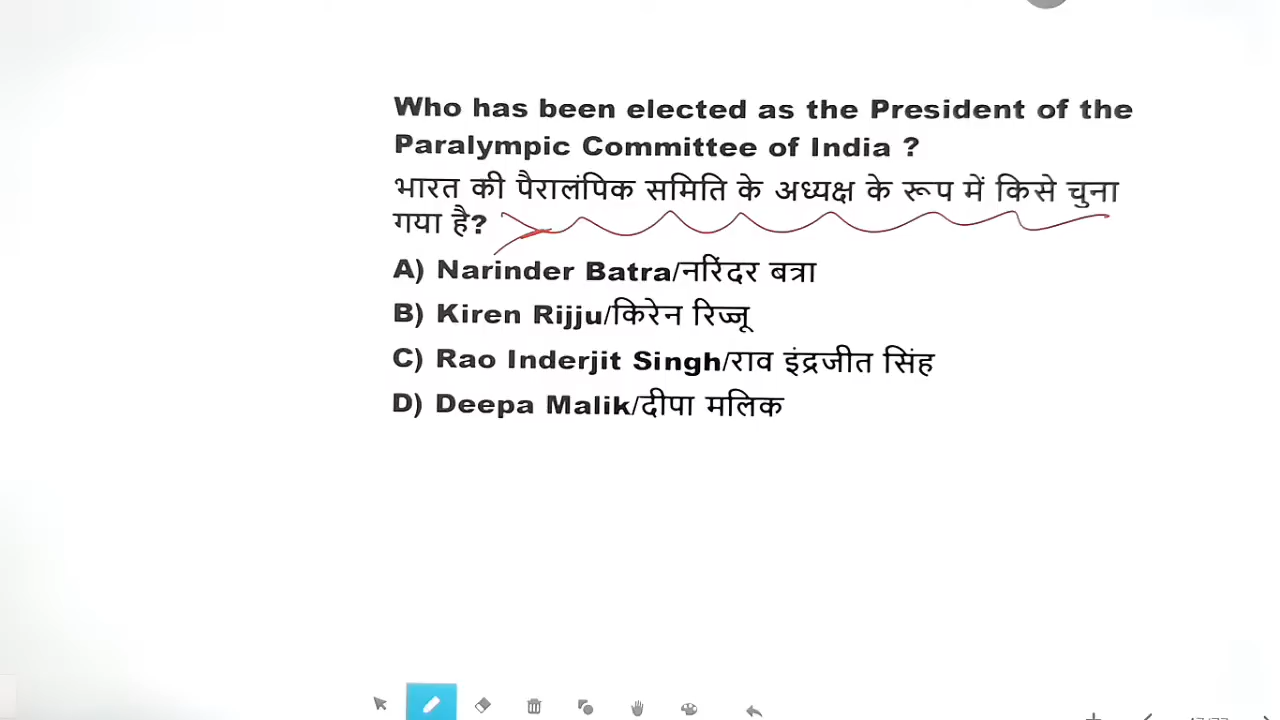 Who has been elected as the President of the
Paralympic Committee of India ?
भारत की पैरालंपिक समिति के अध्यक्ष के रूप में किसे चुना
गया है?
A) Narinder Batra/नरिंदर बत्रा
B) Kiren Rijju/किरेन रिज्जू
C) Rao Inderjit Singh/राव इंद्रजीत सिंह
D) Deepa Malik/दीपा मलिक